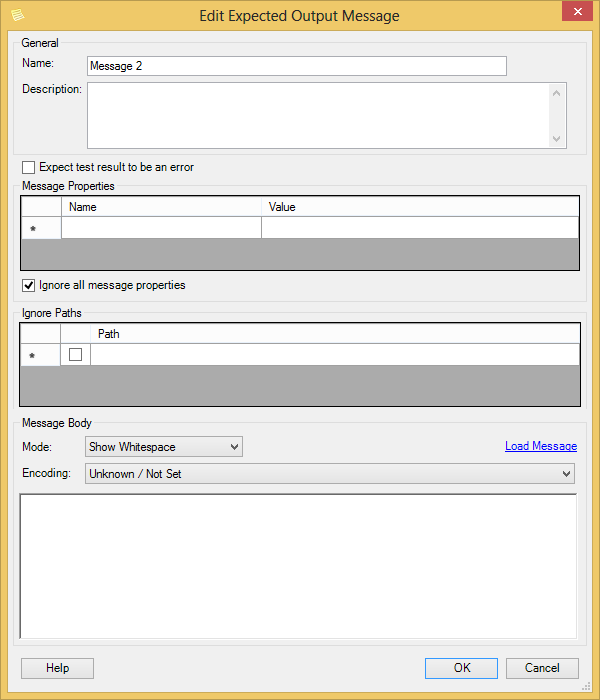 Edit Expected Output Message
General
Name: Message 2
Description:
Expect test result to be an error
Message Properties
Name Value
*
Ignore all message properties
Ignore Paths
Path
*
Message Body
Mode: Show Whitespace Load Message
Encoding: Unknown / Not Set
Help OK Cancel